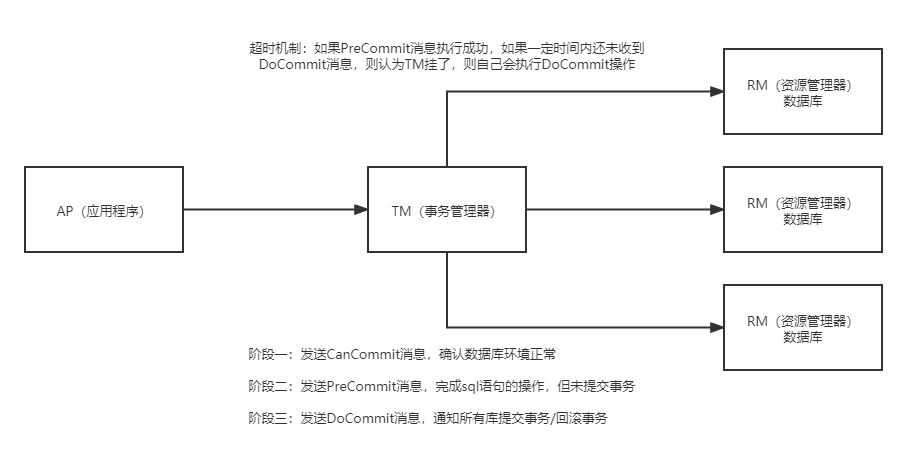 超时机制：如果PreCommit消息执行成功，如果一定时间内还未收到
DoCommit消息，则认为TM挂了，则自己会执行DoCommit操作
RM（资源管理器）
数据库
AP（应用程序）
TM（事务管理器）
RM（资源管理器）
数据库
RM（资源管理器）
数据库
阶段一：发送CanCommit消息，确认数据库环境正常
阶段二：发送PreCommit消息，完成sql语句的操作，但未提交事务
阶段三：发送DoCommit消息，通知所有库提交事务/回滚事务